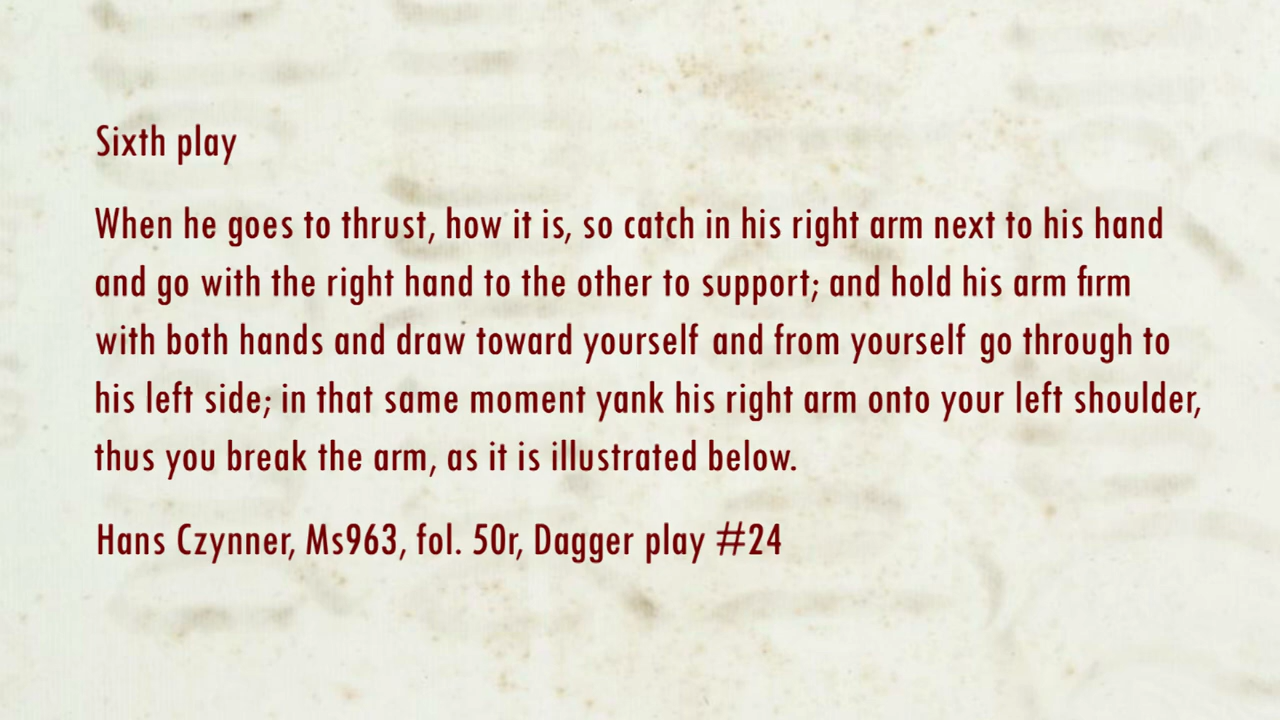 Sixth play
When he goes to thrust, how it is, so catch in his right arm next to his hand
and go with the right hand to the other to support; and hold his arm firm
with both hands and draw toward yourself and from yourself go through to
his left side; in that same moment yank his right arm onto your left shoulder,
thus you break the arm, as it is illustrated below.
Hans Czynner, Ms963, fol. 50r, Dagger play #24